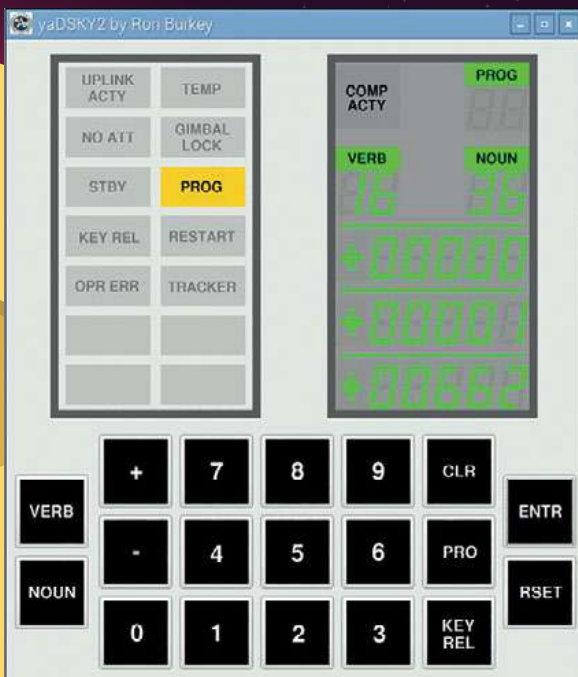 yaDSKY2 by Ron Burkey
UPLINK
ACTY
TEMP
NO ATT
GIMBAL
LOCK
STBY
PROG
KEY REL
RESTART
OPR ERR
TRACKER
COMP
ACTY
PROG
VERB
NOUN
16
36
+00000
+00001
+00662
+
7
8
9
CLR
VERB
ENTR
-
4
5
6
PRO
NOUN
RSET
0
1
2
3
KEY
REL